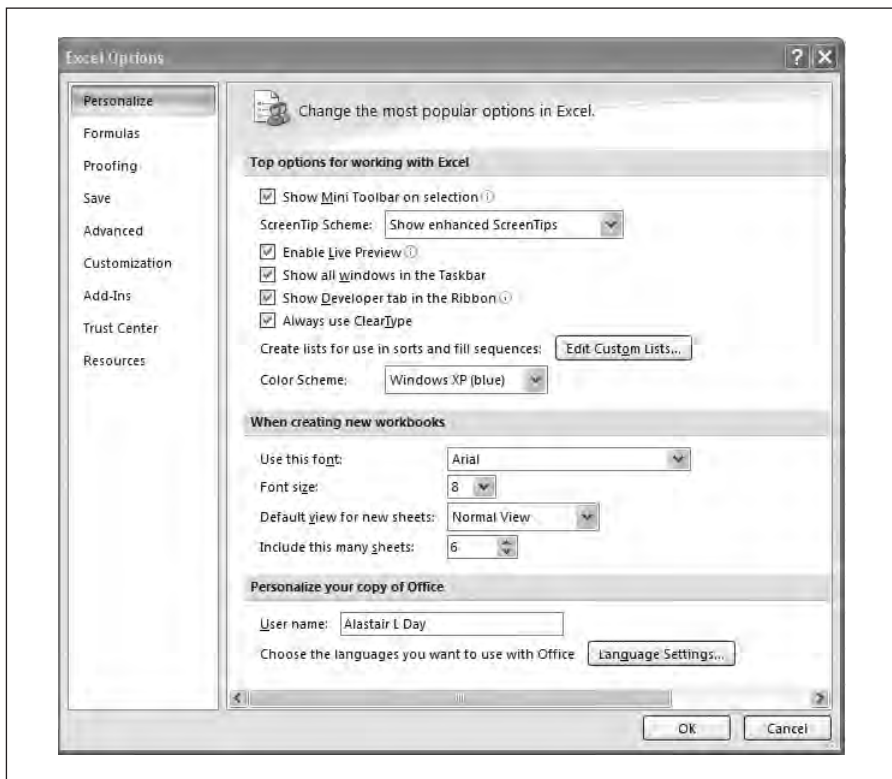 Excel Options
Personalize
Formulas
Proofing
Save
Advanced
Customization
Add-Ins
Trust Center
Resources
Change the most popular options in Excel.
Top options for working with Excel
Show Mini Toolbar on selection
ScreenTip Scheme: Show enhanced ScreenTips
Enable Live Preview
Show all windows in the Taskbar
Show Developer tab in the Ribbon
Always use ClearType
Create lists for use in sorts and fill sequences: Edit Custom Lists...
Color Scheme: Windows XP (blue)
When creating new workbooks
Use this font: Arial
Font size: 8
Default view for new sheets: Normal View
Include this many sheets: 6
Personalize your copy of Office
User name: Alastair L Day
Choose the languages you want to use with Office Language Settings...
OK Cancel